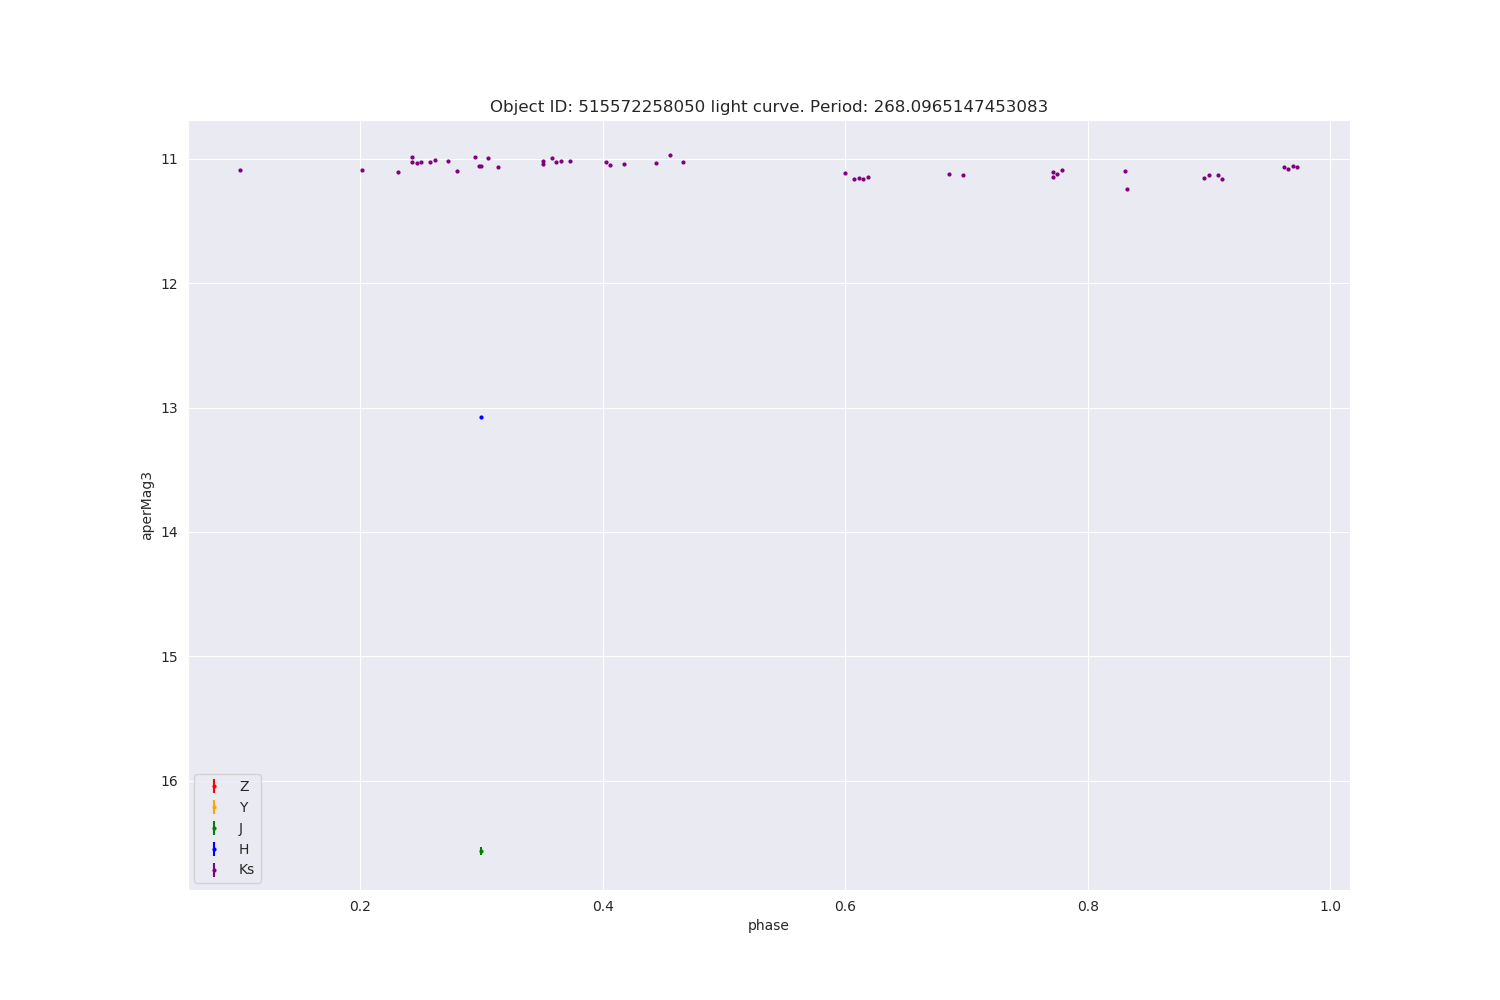 Object ID: 515572258050 light curve. Period: 268.0965147453083
11
12
13
14
15
16
aperMag3
Z
Y
J
H
Ks
0.2 0.4 0.6 0.8 1.0
phase